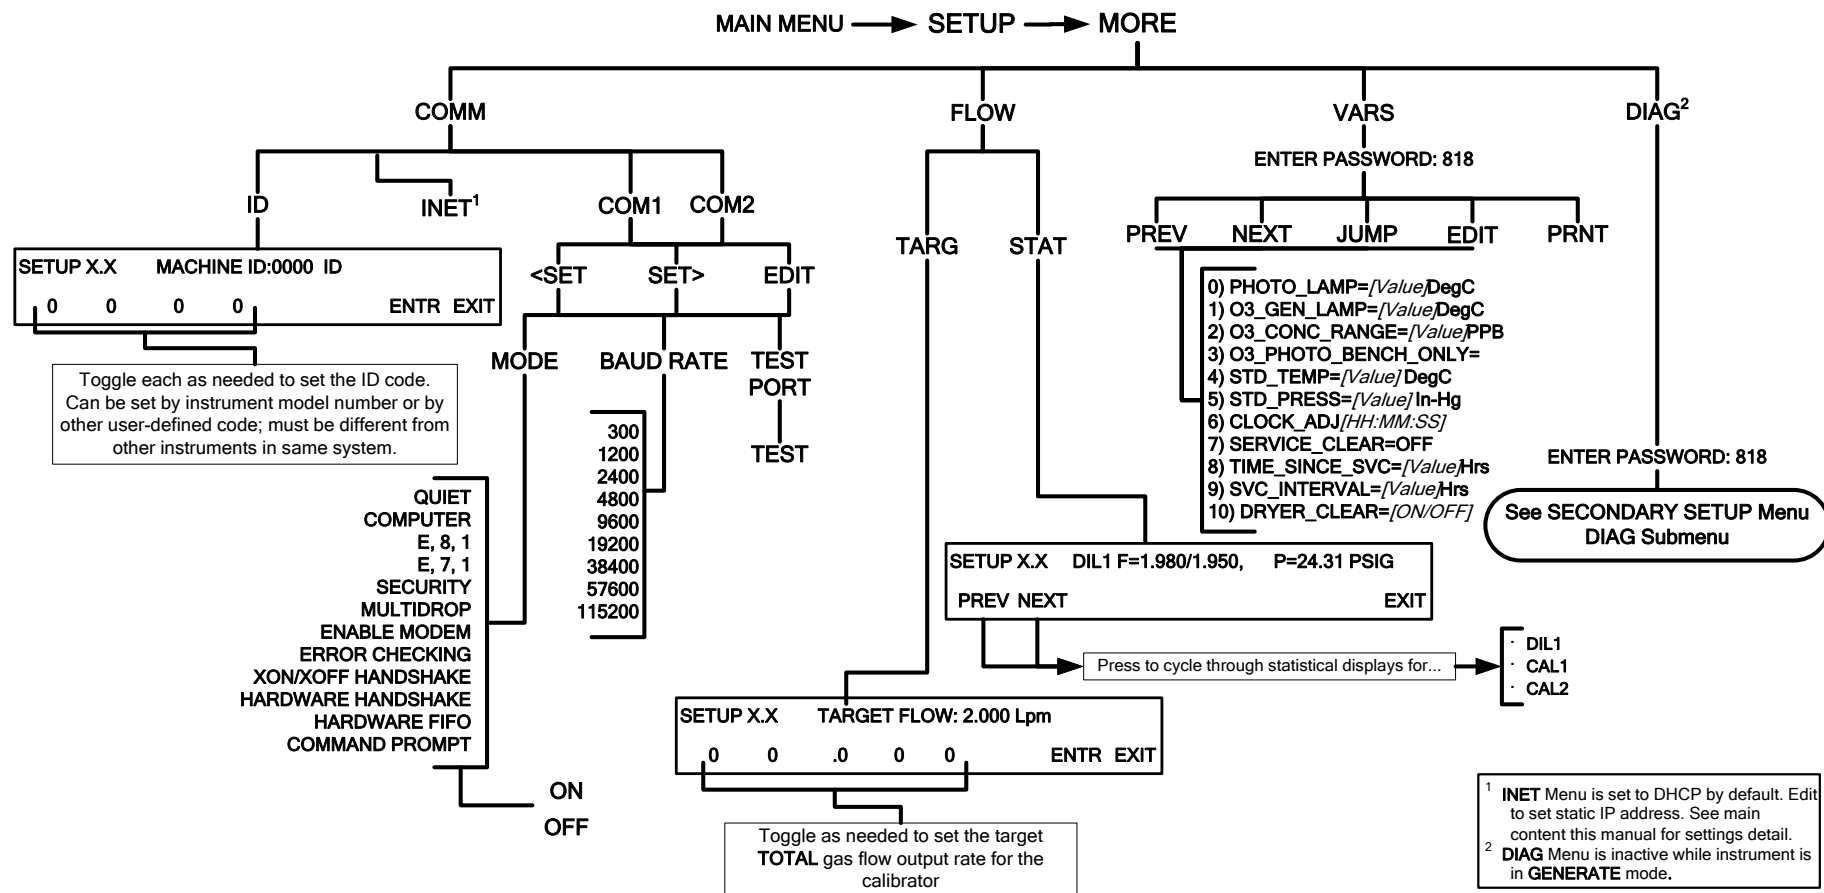 MAIN MENU SETUP MORE
COMM FLOW VARS DIAG2
ENTER PASSWORD: 818
ID INET1 COM1 COM2
TARG STAT
PREV NEXT JUMP EDIT PRNT
SETUP X.X MACHINE ID:0000 ID
0 0 0 0 ENTR EXIT
Toggle each as needed to set the ID code.
Can be set by instrument model number or by
other user-defined code; must be different from
other instruments in same system.
<SET SET> EDIT
MODE BAUD RATE TEST
PORT
TEST
QUIET
COMPUTER
E, 8, 1
E, 7, 1
SECURITY
MULTIDROP
ENABLE MODEM
ERROR CHECKING
XON/XOFF HANDSHAKE
HARDWARE HANDSHAKE
HARDWARE FIFO
COMMAND PROMPT
ON
OFF
300
1200
2400
4800
9600
19200
38400
57600
115200
0) PHOTO_LAMP=[Value]DegC
1) O3_GEN_LAMP=[Value]DegC
2) O3_CONC_RANGE=[Value]PPB
3) O3_PHOTO_BENCH_ONLY=
4) STD_TEMP=[Value] DegC
5) STD_PRESS=[Value] In-Hg
6) CLOCK_ADJ[HH:MM:SS]
7) SERVICE_CLEAR=OFF
8) TIME_SINCE_SVC=[Value]Hrs
9) SVC_INTERVAL=[Value]Hrs
10) DRYER_CLEAR=[ON/OFF]
ENTER PASSWORD: 818
See SECONDARY SETUP Menu
DIAG Submenu
SETUP X.X DIL1 F=1.980/1.950, P=24.31 PSIG
PREV NEXT EXIT
Press to cycle through statistical displays for...
· DIL1
· CAL1
· CAL2
SETUP X.X TARGET FLOW: 2.000 Lpm
0 0 .0 0 0 ENTR EXIT
Toggle as needed to set the target
TOTAL gas flow output rate for the
calibrator
1 INET Menu is set to DHCP by default. Edit
to set static IP address. See main
content this manual for settings detail.
2 DIAG Menu is inactive while instrument is
in GENERATE mode.